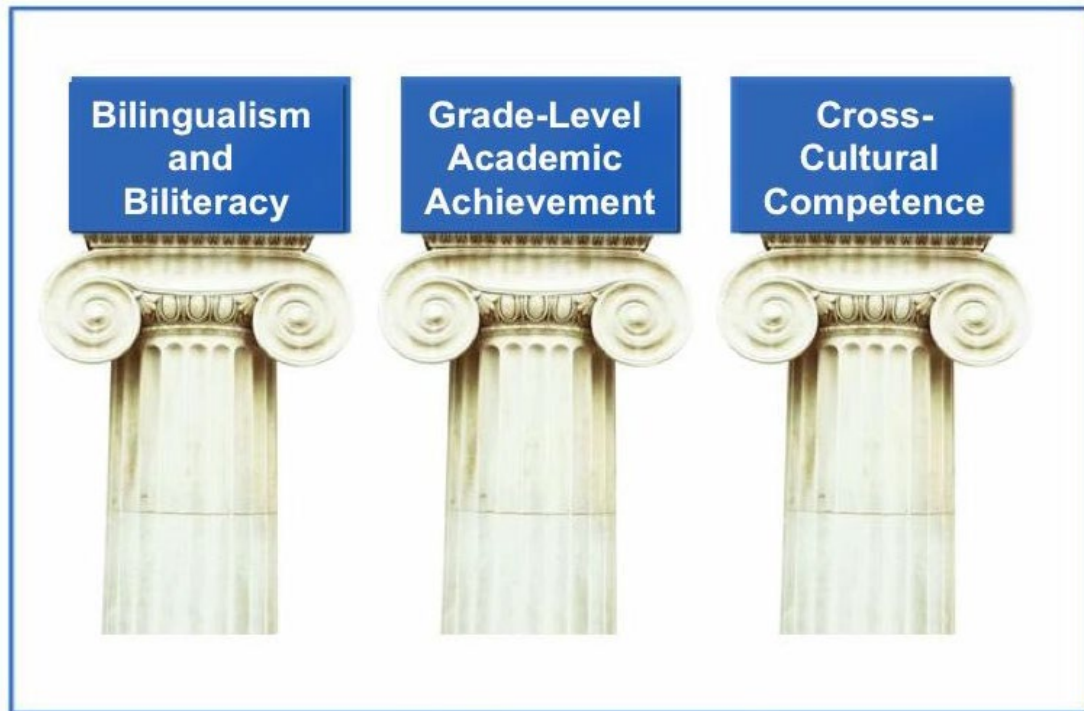 Bilingualism
and
Biliteracy
Grade-Level
Academic
Achievement
Cross-
Cultural
Competence